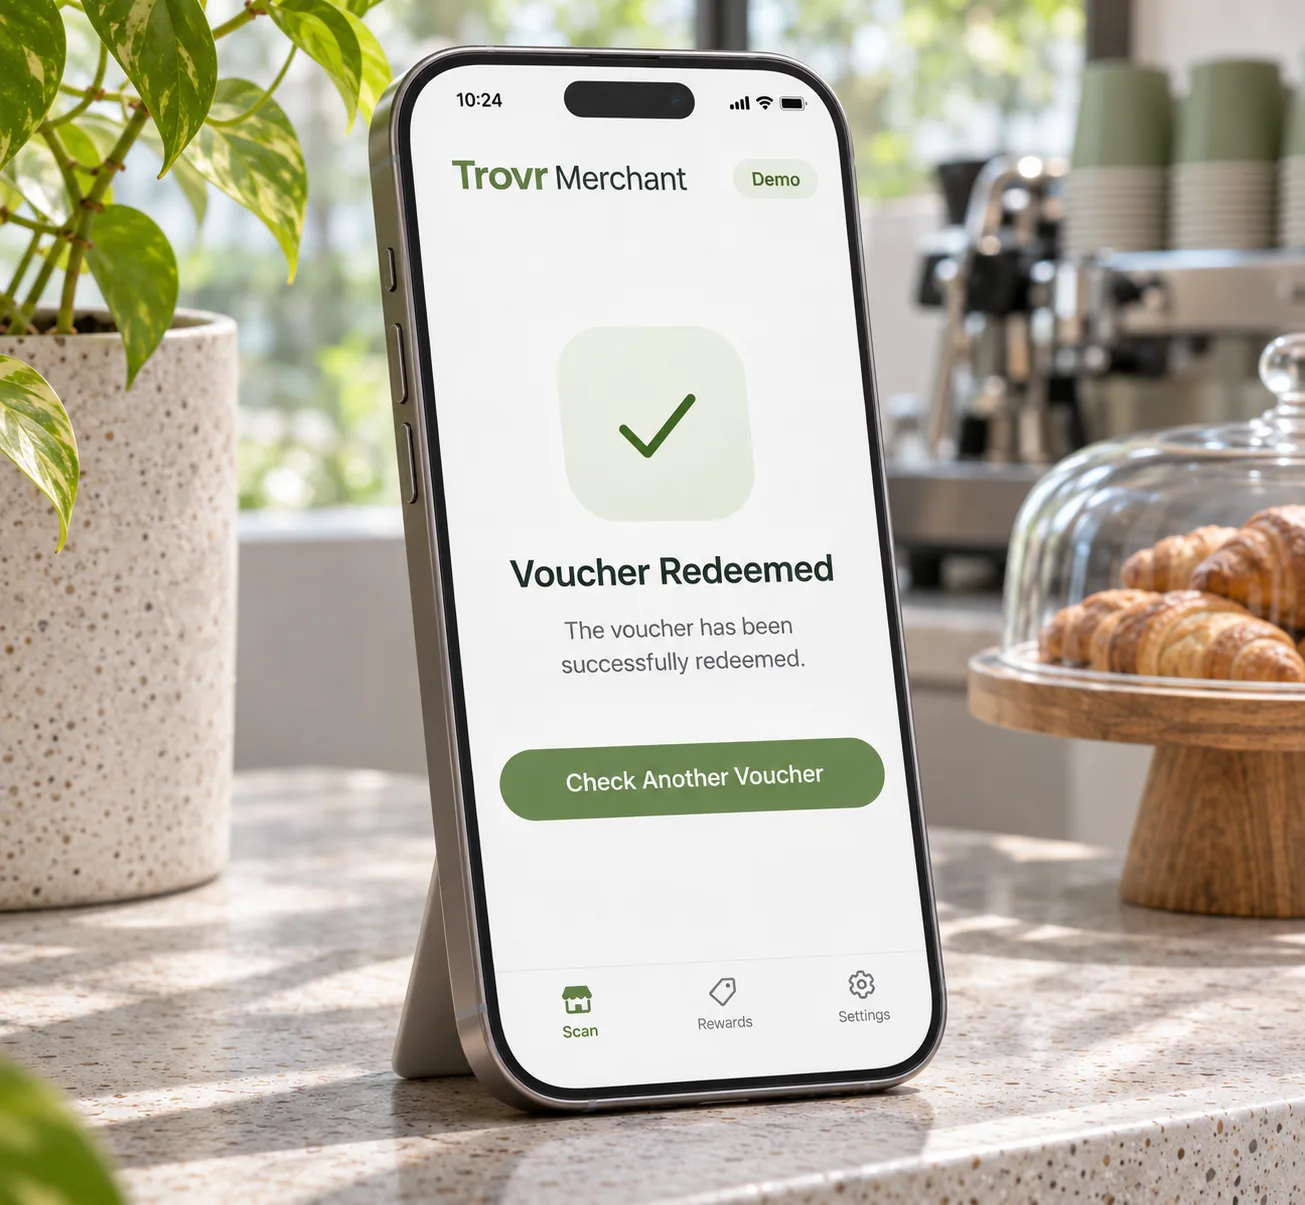 10:24
Trovr Merchant
Demo
Voucher Redeemed
The voucher has been
successfully redeemed.
Check Another Voucher
Scan
Rewards
Settings